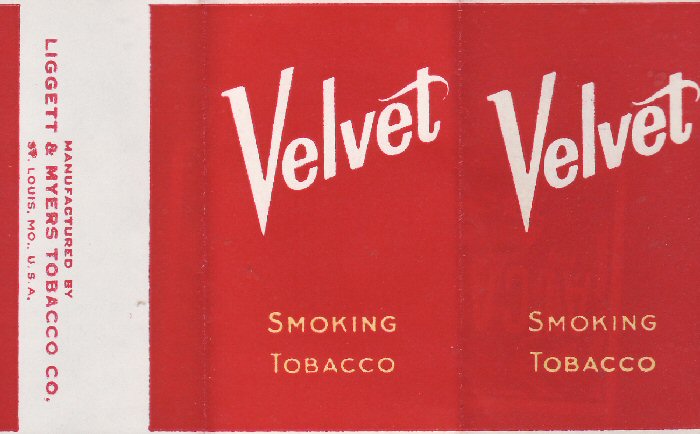 MANUFACTURED BY
LIGGETT & MYERS TOBACCO CO.
ST. LOUIS, MO., U.S.A.
Velvet
SMOKING
TOBACCO
Velvet
SMOKING
TOBACCO